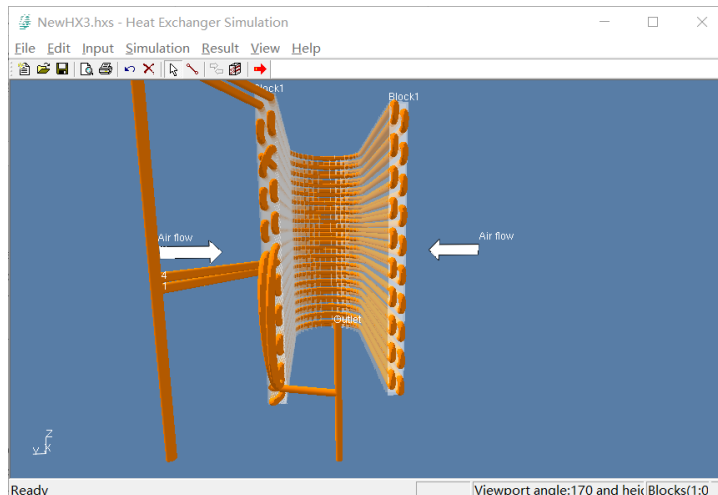 NewHX3.hxs - Heat Exchanger Simulation
File Edit Input Simulation Result View Help
Block1
Block1
Air flow
Air flow
4
1
Outlet
Z
Y X
Ready
Viewport angle:170 and heig Blocks(1:0